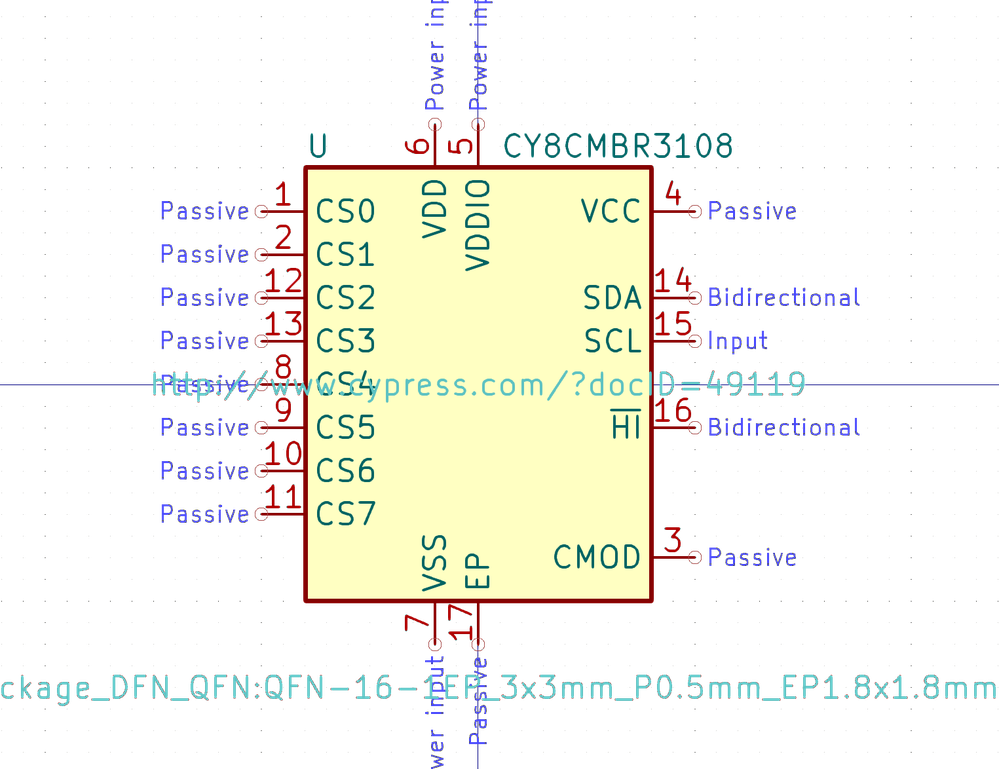 Power inp
Power inp
6
5
U
CY8CMBR3108
VDD
VDDIO
Passive 1 CS0
VCC 4 Passive
Passive 2 CS1
Passive 12 CS2
SDA 14 Bidirectional
Passive 13 CS3
SCL 15 Input
Passive 8 CS4
http://www.cypress.com/?docID=49119
Passive 9 CS5
HI 16 Bidirectional
Passive 10 CS6
Passive 11 CS7
VSS
EP
CMOD 3 Passive
7
17
wer input
Passive
ckage_DFN_QFN:QFN-16-1EP_3x3mm_P0.5mm_EP1.8x1.8mm